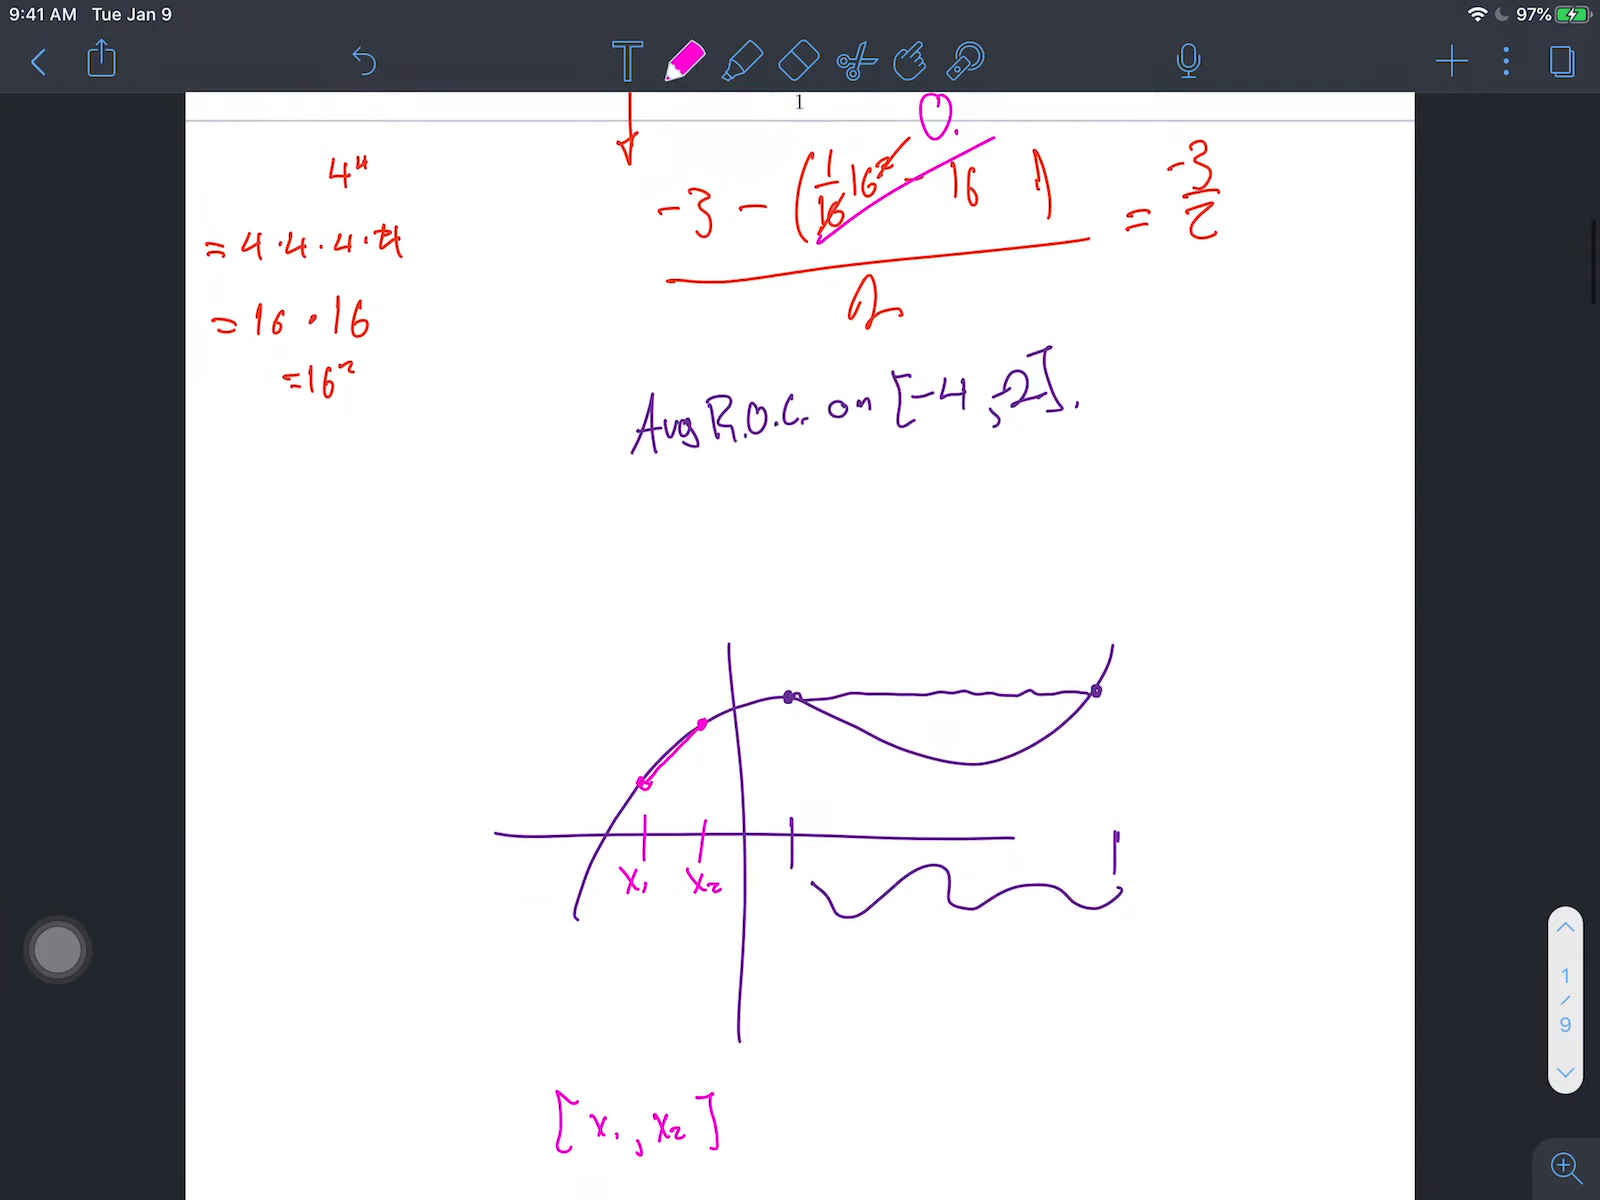 9:41 AM Tue Jan 9
97%
1
4⁴
= 4 · 4 · 4 · 4
= 16 · 16
= 16²
0.
-3 - (1/16 16² - 16) / 2 = -3/2
Avg R.O.C. on [-4, -2].
x₁ x₂
[x₁, x₂]
1
/
9